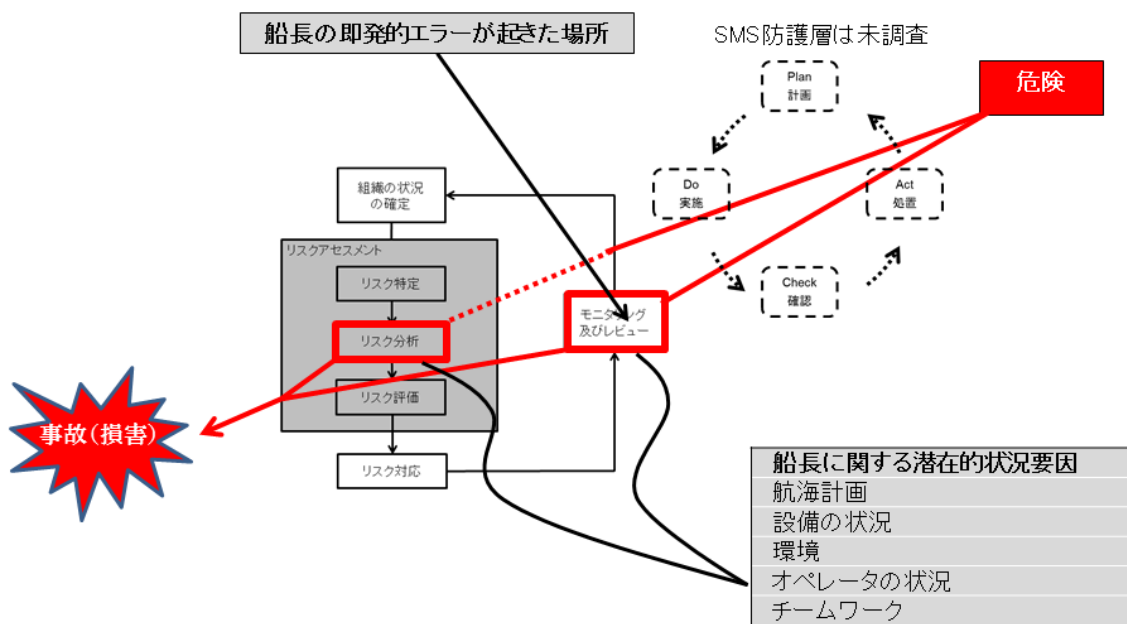 船長の即発的エラーが起きた場所
SMS防護層は未調査
危険
Plan
計画
Do
実施
Act
処置
Check
確認
組織の状況
の確定
リスクアセスメント
リスク特定
リスク分析
リスク評価
リスク対応
モニタリング
及びレビュー
事故(損害)
船長に関する潜在的状況要因
航海計画
設備の状況
環境
オペレータの状況
チームワーク